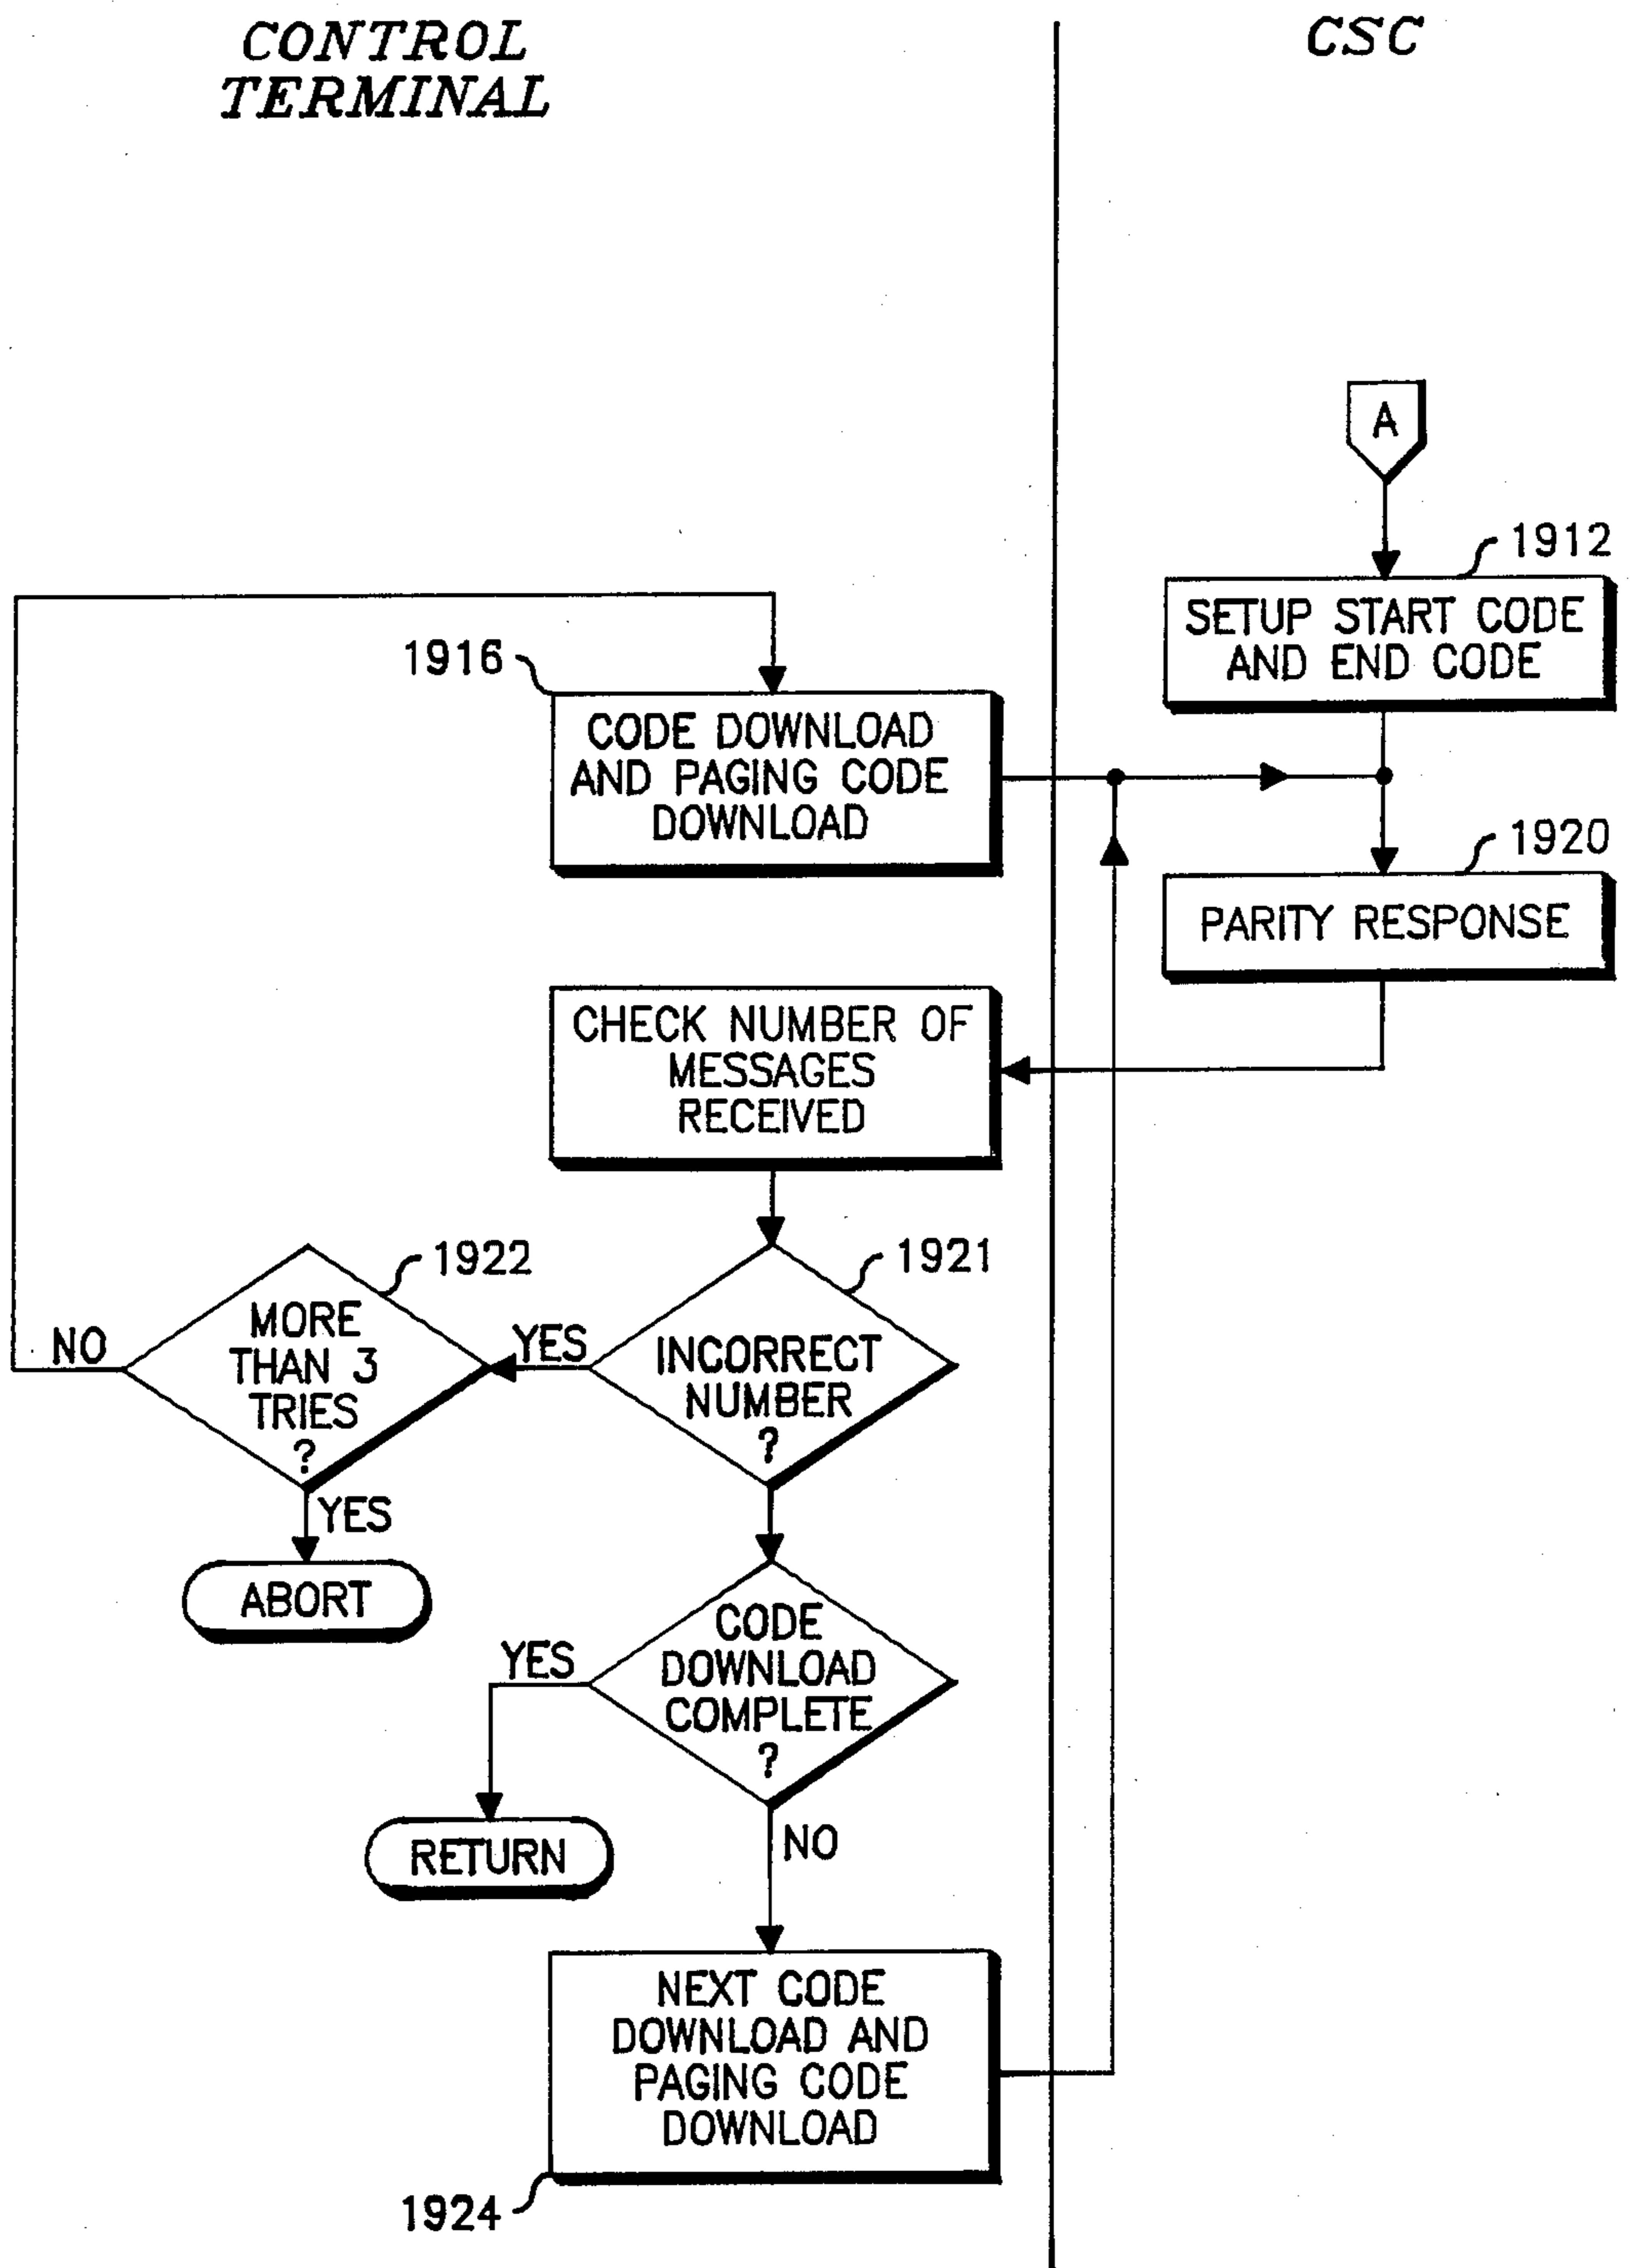 CONTROL
TERMINAL
CSC
A
1912
SETUP START CODE
AND END CODE
1916
CODE DOWNLOAD
AND PAGING CODE
DOWNLOAD
1920
PARITY RESPONSE
CHECK NUMBER OF
MESSAGES
RECEIVED
1922
MORE
THAN 3
TRIES
?
NO
YES
1921
INCORRECT
NUMBER
?
YES
ABORT
CODE
DOWNLOAD
COMPLETE
?
YES
RETURN
NO
NEXT CODE
DOWNLOAD AND
PAGING CODE
DOWNLOAD
1924